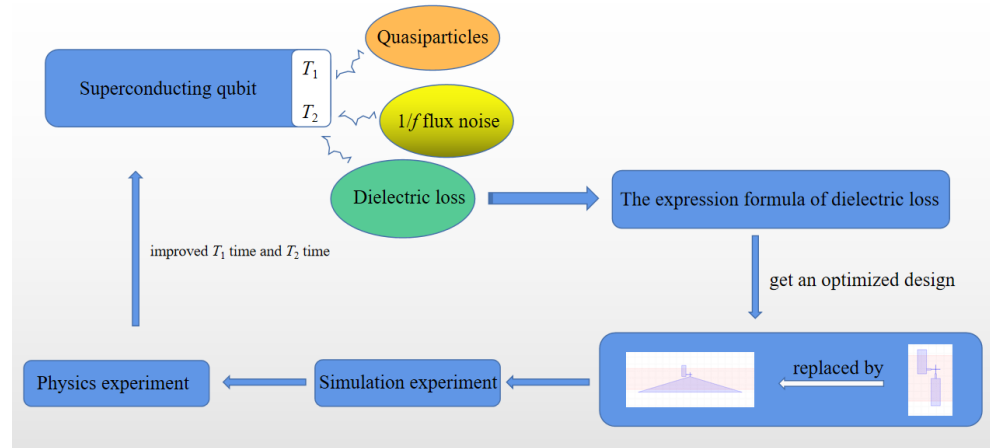 Quasiparticles
Superconducting qubit
T1
T2
1/f flux noise
Dielectric loss
The expression formula of dielectric loss
improved T1 time and T2 time
get an optimized design
replaced by
Physics experiment
Simulation experiment